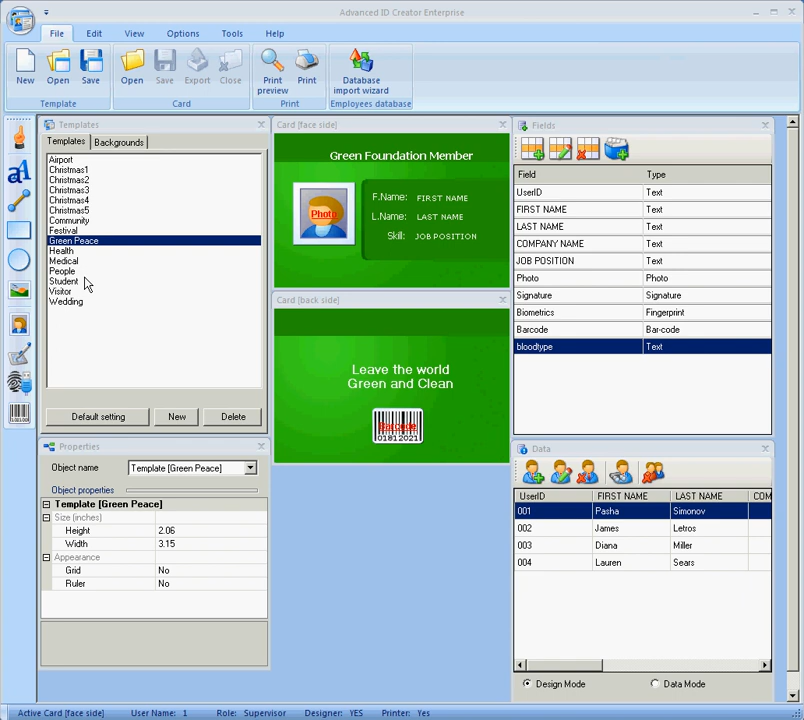 Advanced ID Creator Enterprise
File Edit View Options Tools Help
New Open Save Open Save Export Close Print preview Print Database import wizard
Template Card Print Employees database
Templates
Templates Backgrounds
Airport
Christmas1
Christmas2
Christmas3
Christmas4
Christmas5
Community
Festival
Green Peace
Health
Medical
People
Student
Visitor
Wedding
Default setting New Delete
Properties
Object name Template [Green Peace]
Object properties
Template [Green Peace]
Size (inches)
Height 2.06
Width 3.15
Appearance
Grid No
Ruler No
Card [face side]
Green Foundation Member
Photo
F.Name: FIRST NAME
L.Name: LAST NAME
Skill: JOB POSITION
Card [back side]
Leave the world
Green and Clean
Barcode
01812021
Fields
Field Type
UserID Text
FIRST NAME Text
LAST NAME Text
COMPANY NAME Text
JOB POSITION Text
Photo Photo
Signature Signature
Biometrics Fingerprint
Barcode Bar-code
bloodtype Text
Data
UserID FIRST NAME LAST NAME COM
001 Pasha Simonov
002 James Letros
003 Diana Miller
004 Lauren Sears
Design Mode Data Mode
Active Card [face side] User Name: 1 Role: Supervisor Designer: YES Printer: Yes